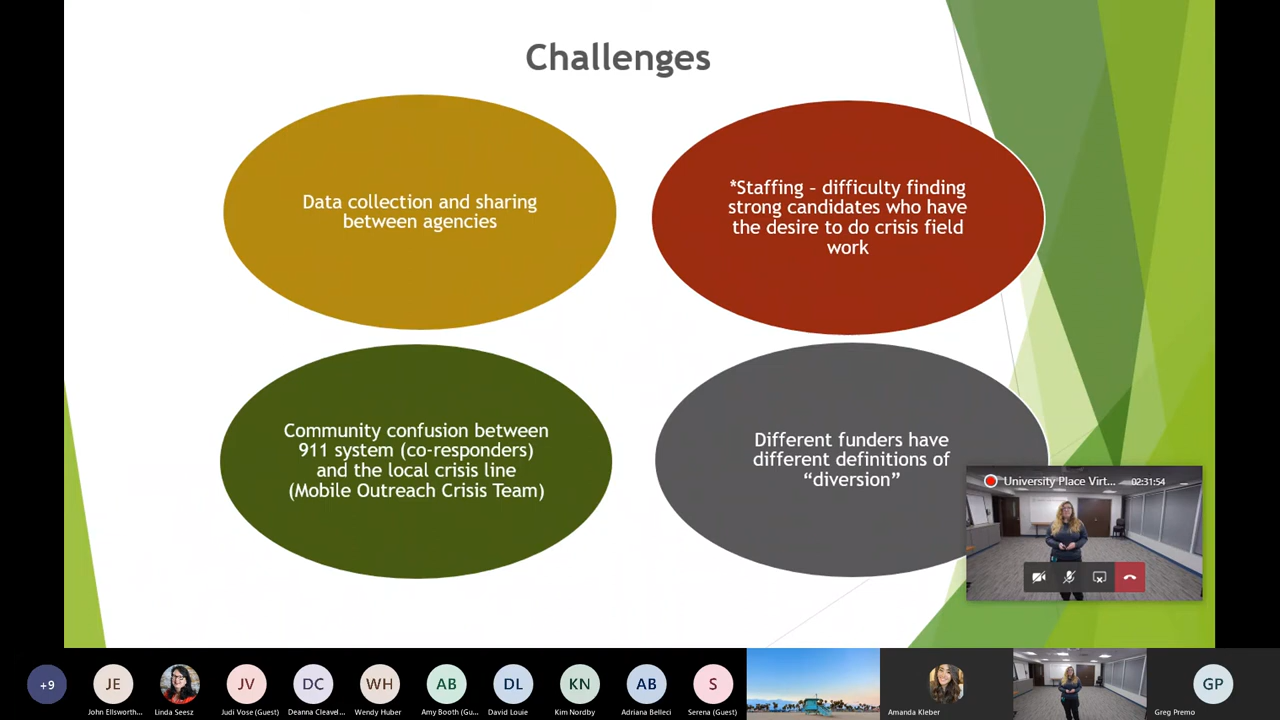 Challenges
Data collection and sharing
between agencies
*Staffing – difficulty finding
strong candidates who have
the desire to do crisis field
work
Community confusion between
911 system (co-responders)
and the local crisis line
(Mobile Outreach Crisis Team)
Different funders have
different definitions of
“diversion”
University Place Virt... 02:31:54
+9
JE
JV
DC
WH
AB
DL
KN
AB
S
GP
John Ellsworth...
Linda Seesz
Judi Vose (Guest)
Deanna Cleavel...
Wendy Huber
Amy Booth (Gu...
David Louie
Kim Nordby
Adriana Belleci
Serena (Guest)
Amanda Kleber
Greg Premo